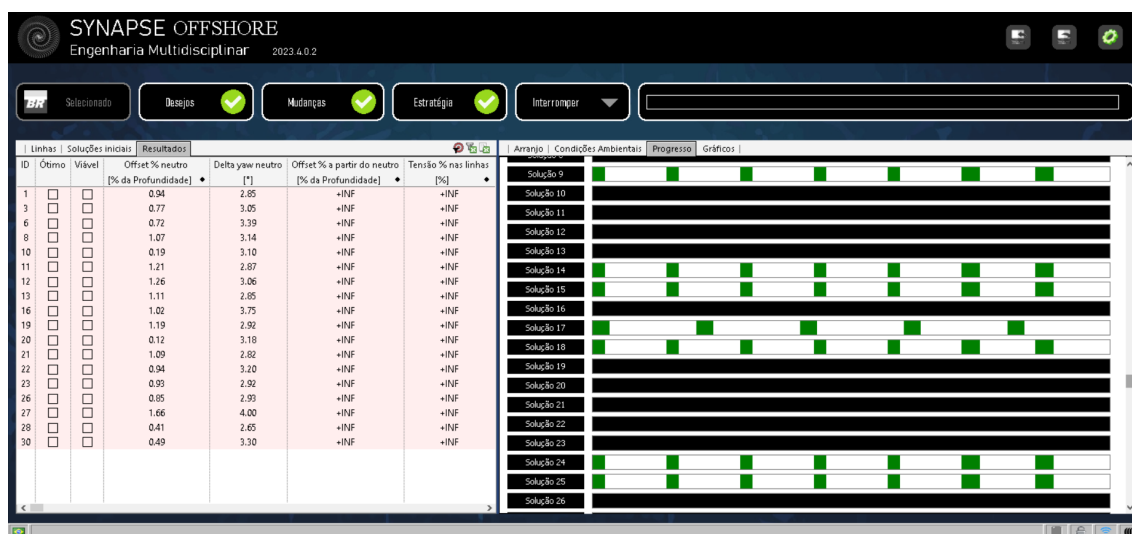 SYNAPSE OFFSHORE
Engenharia Multidisciplinar 2023.4.0.2
BR Selecionado Desejos Mudanças Estratégia Interromper
| Linhas | Soluções iniciais | Resultados
ID Ótimo Viável Offset % neutro Delta yaw neutro Offset % a partir do neutro Tensão % nas linhas
[% da Profundidade] [°] [% da Profundidade] [%]
1 0.94 2.85 +INF +INF
3 0.77 3.05 +INF +INF
6 0.72 3.39 +INF +INF
8 1.07 3.14 +INF +INF
10 0.19 3.10 +INF +INF
11 1.21 2.87 +INF +INF
12 1.26 3.06 +INF +INF
13 1.11 2.85 +INF +INF
16 1.02 3.75 +INF +INF
19 1.19 2.92 +INF +INF
20 0.12 3.18 +INF +INF
21 1.09 2.82 +INF +INF
22 0.94 3.20 +INF +INF
23 0.93 2.92 +INF +INF
26 0.85 2.93 +INF +INF
27 1.66 4.00 +INF +INF
28 0.41 2.65 +INF +INF
30 0.49 3.30 +INF +INF
| Arranjo | Condições Ambientais | Progresso | Gráficos |
Solução 9
Solução 10
Solução 11
Solução 12
Solução 13
Solução 14
Solução 15
Solução 16
Solução 17
Solução 18
Solução 19
Solução 20
Solução 21
Solução 22
Solução 23
Solução 24
Solução 25
Solução 26